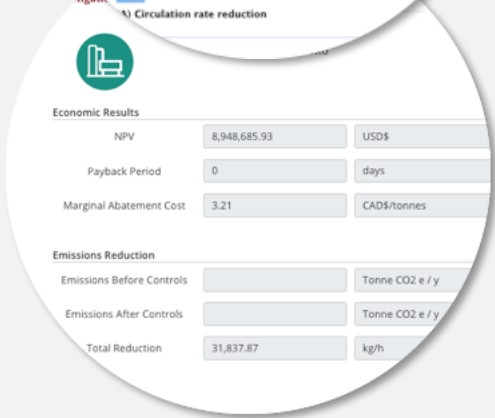 A) Circulation rate reduction
Economic Results
NPV 8,948,685.93 USD$
Payback Period 0 days
Marginal Abatement Cost 3.21 CAD$/tonnes
Emissions Reduction
Emissions Before Controls Tonne CO2 e / y
Emissions After Controls Tonne CO2 e / y
Total Reduction 31,837.87 kg/h